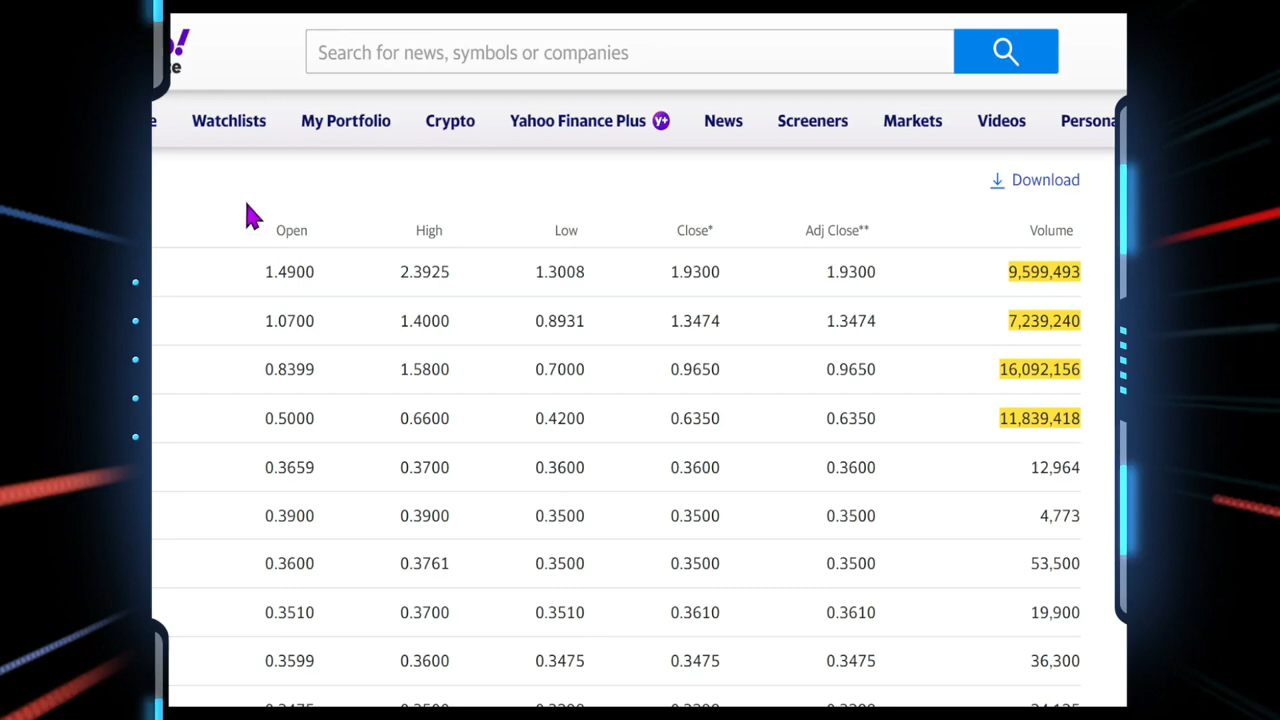 Search for news, symbols or companies
Watchlists My Portfolio Crypto Yahoo Finance Plus y+ News Screeners Markets Videos Persona
Download
Open High Low Close* Adj Close** Volume
1.4900 2.3925 1.3008 1.9300 1.9300 9,599,493
1.0700 1.4000 0.8931 1.3474 1.3474 7,239,240
0.8399 1.5800 0.7000 0.9650 0.9650 16,092,156
0.5000 0.6600 0.4200 0.6350 0.6350 11,839,418
0.3659 0.3700 0.3600 0.3600 0.3600 12,964
0.3900 0.3900 0.3500 0.3500 0.3500 4,773
0.3600 0.3761 0.3500 0.3500 0.3500 53,500
0.3510 0.3700 0.3510 0.3610 0.3610 19,900
0.3599 0.3600 0.3475 0.3475 0.3475 36,300